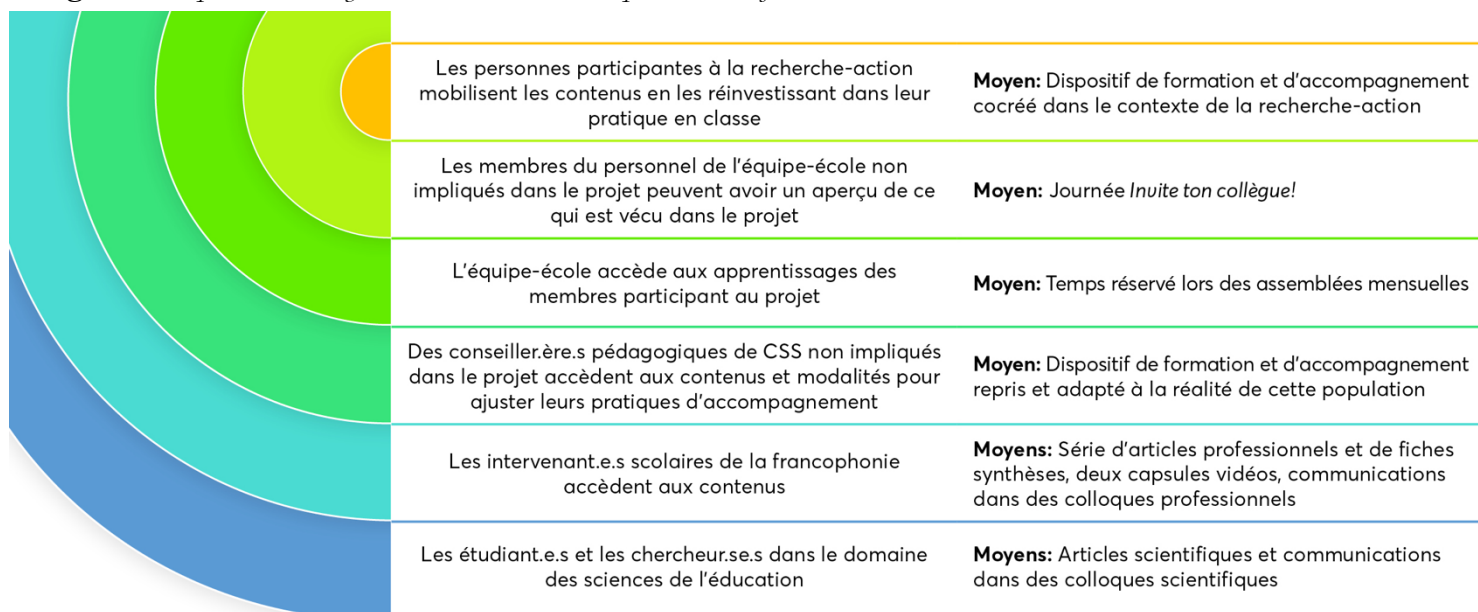 Les personnes participantes à la recherche-action
mobilisent les contenus en les réinvestissant dans leur
pratique en classe
Moyen: Dispositif de formation et d'accompagnement
cocréé dans le contexte de la recherche-action
Les membres du personnel de l'équipe-école non
impliqués dans le projet peuvent avoir un aperçu de ce
qui est vécu dans le projet
Moyen: Journée Invite ton collègue!
L'équipe-école accède aux apprentissages des
membres participant au projet
Moyen: Temps réservé lors des assemblées mensuelles
Des conseiller.ère.s pédagogiques de CSS non impliqués
dans le projet accèdent aux contenus et modalités pour
ajuster leurs pratiques d'accompagnement
Moyen: Dispositif de formation et d'accompagnement
repris et adapté à la réalité de cette population
Les intervenant.e.s scolaires de la francophonie
accèdent aux contenus
Moyens: Série d'articles professionnels et de fiches
synthèses, deux capsules vidéos, communications
dans des colloques professionnels
Les étudiant.e.s et les chercheur.se.s dans le domaine
des sciences de l'éducation
Moyens: Articles scientifiques et communications
dans des colloques scientifiques